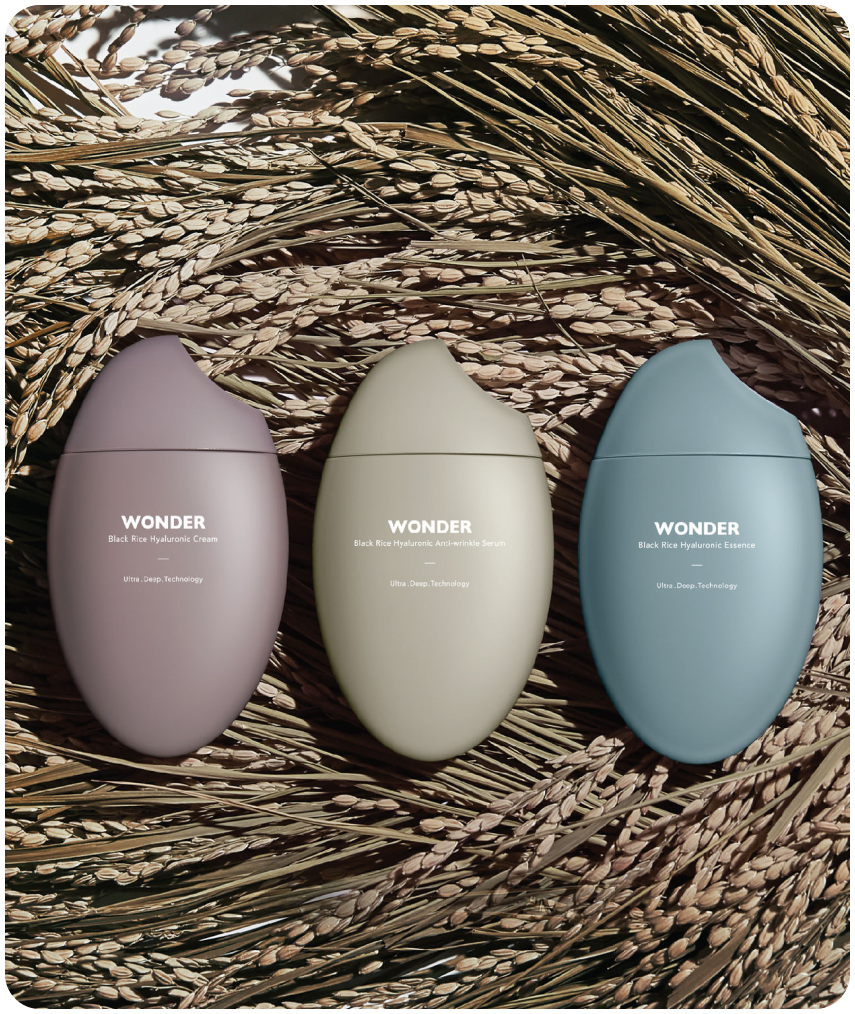 WONDER
Black Rice Hyaluronic Cream
Ultra .Deep.Technology
WONDER
Black Rice Hyaluronic Anti-wrinkle Serum
Ultra .Deep.Technology
WONDER
Black Rice Hyaluronic Essence
Ultra .Deep.Technology